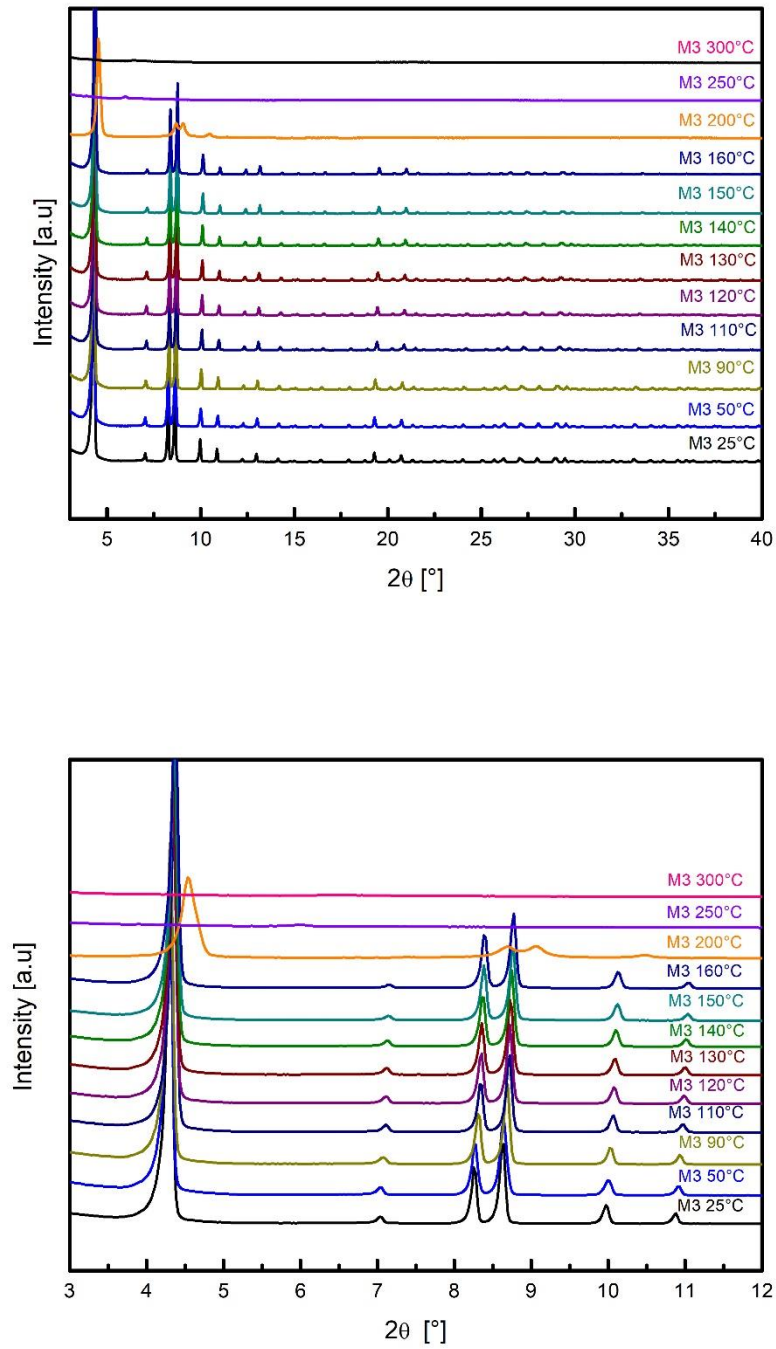 Intensity [a.u]
M3 300°C
M3 250°C
M3 200°C
M3 160°C
M3 150°C
M3 140°C
M3 130°C
M3 120°C
M3 110°C
M3 90°C
M3 50°C
M3 25°C
5 10 15 20 25 30 35 40
2θ [°]
Intensity [a.u]
M3 300°C
M3 250°C
M3 200°C
M3 160°C
M3 150°C
M3 140°C
M3 130°C
M3 120°C
M3 110°C
M3 90°C
M3 50°C
M3 25°C
3 4 5 6 7 8 9 10 11 12
2θ [°]